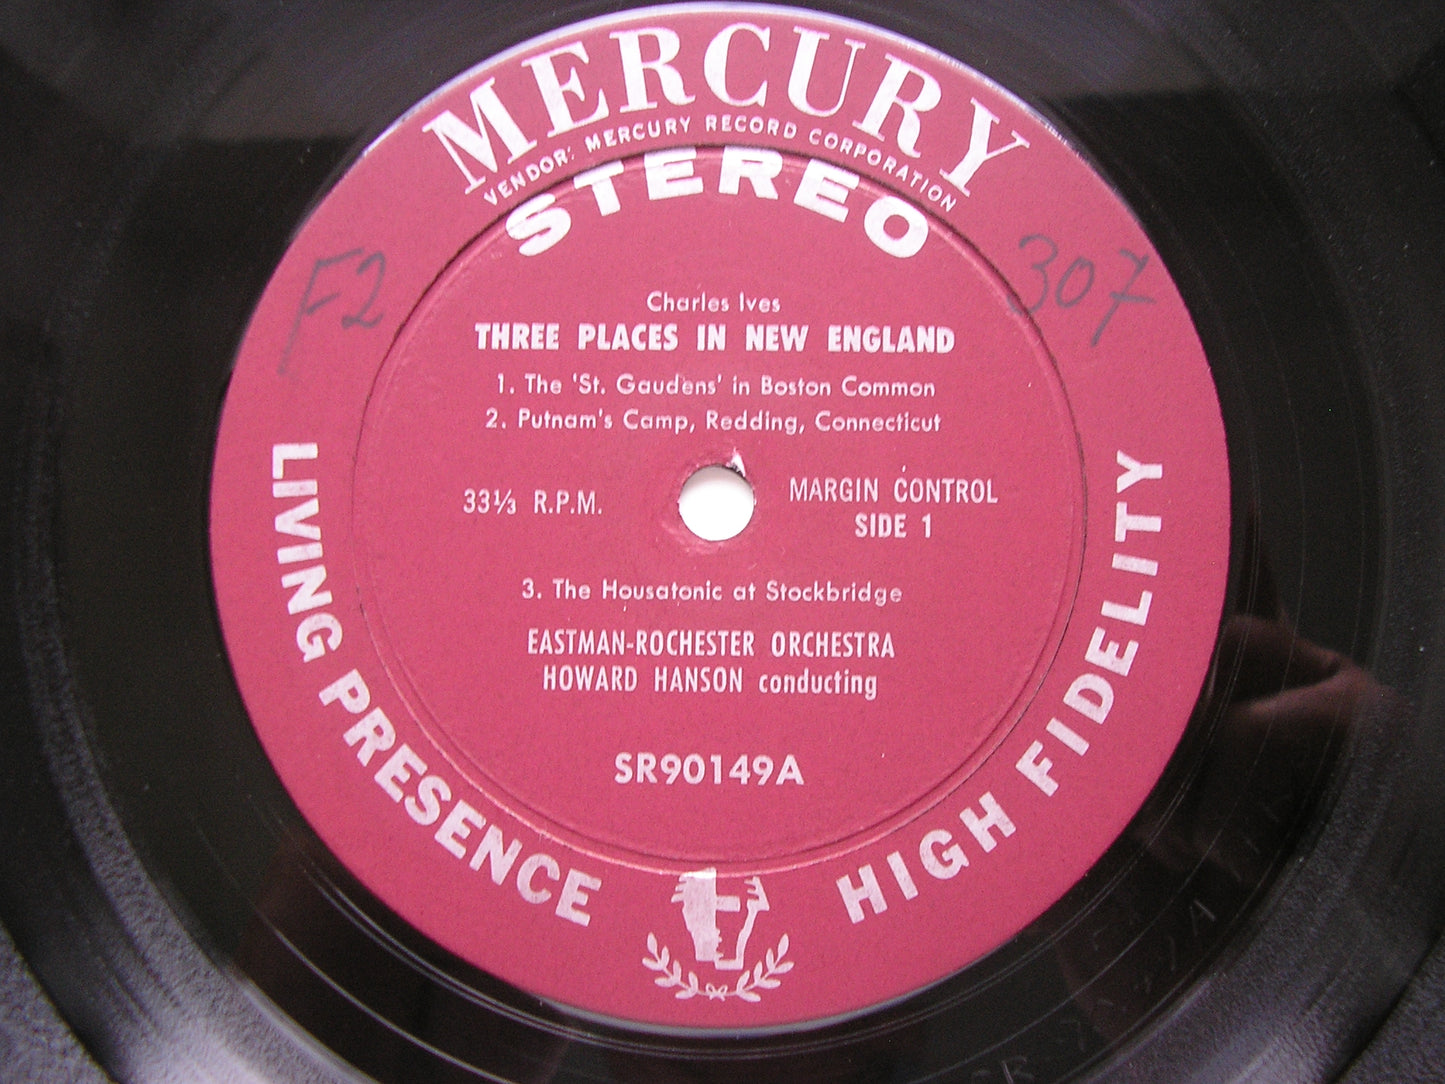 MERCURY
VENDOR: MERCURY RECORD CORPORATION
STEREO
F2
307
Charles Ives
THREE PLACES IN NEW ENGLAND
1. The 'St. Gaudens' in Boston Common
2. Putnam's Camp, Redding, Connecticut
33⅓ R.P.M.
MARGIN CONTROL
SIDE 1
3. The Housatonic at Stockbridge
EASTMAN-ROCHESTER ORCHESTRA
HOWARD HANSON conducting
SR90149A
LIVING PRESENCE
HIGH FIDELITY